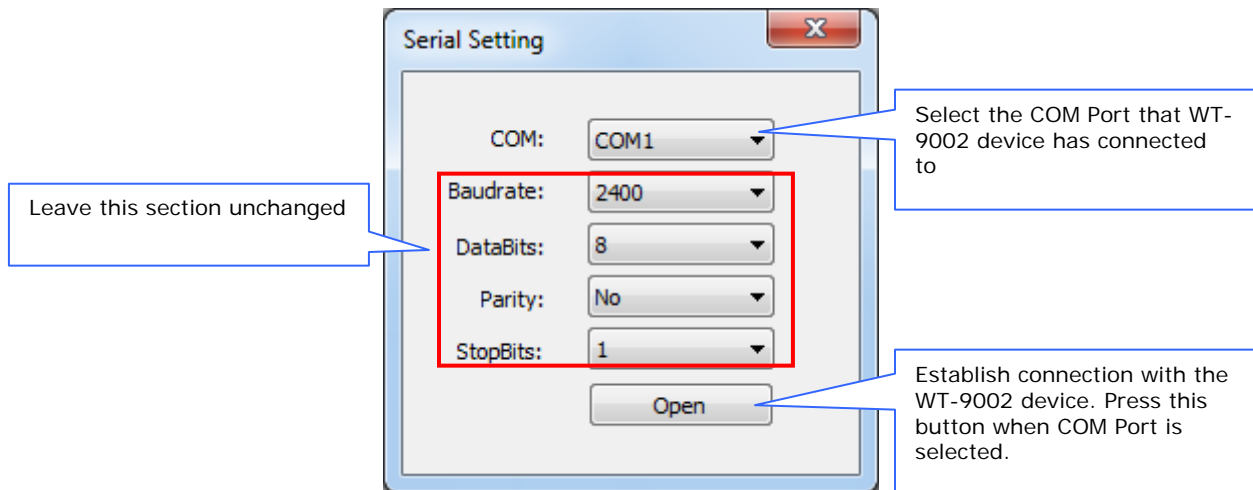 Serial Setting
x
COM:
COM1
Select the COM Port that WT-
9002 device has connected
to
Leave this section unchanged
Baudrate:
2400
DataBits:
8
Parity:
No
StopBits:
1
Open
Establish connection with the
WT-9002 device. Press this
button when COM Port is
selected.